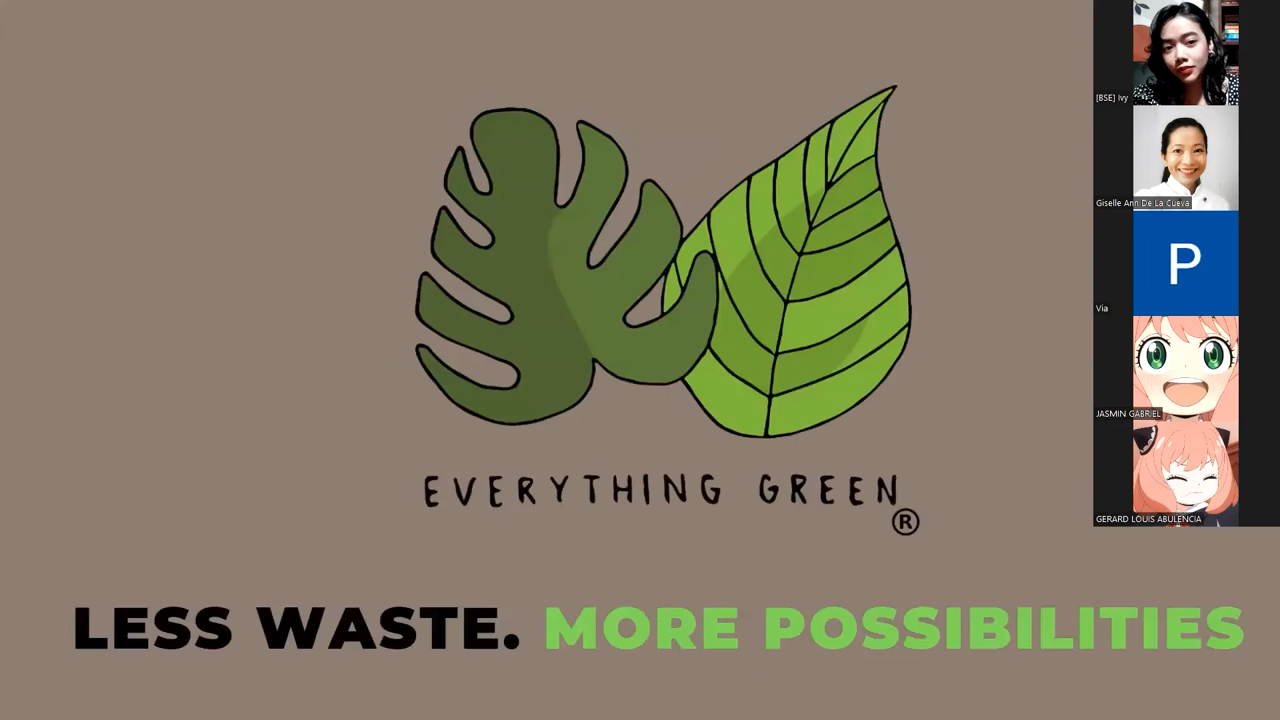 EVERYTHING GREEN
®
LESS WASTE. MORE POSSIBILITIES
[BSE] Ivy
Giselle Ann De La Cueva
P
Via
JASMIN GABRIEL
GERARD LOUIS ABULENCIA